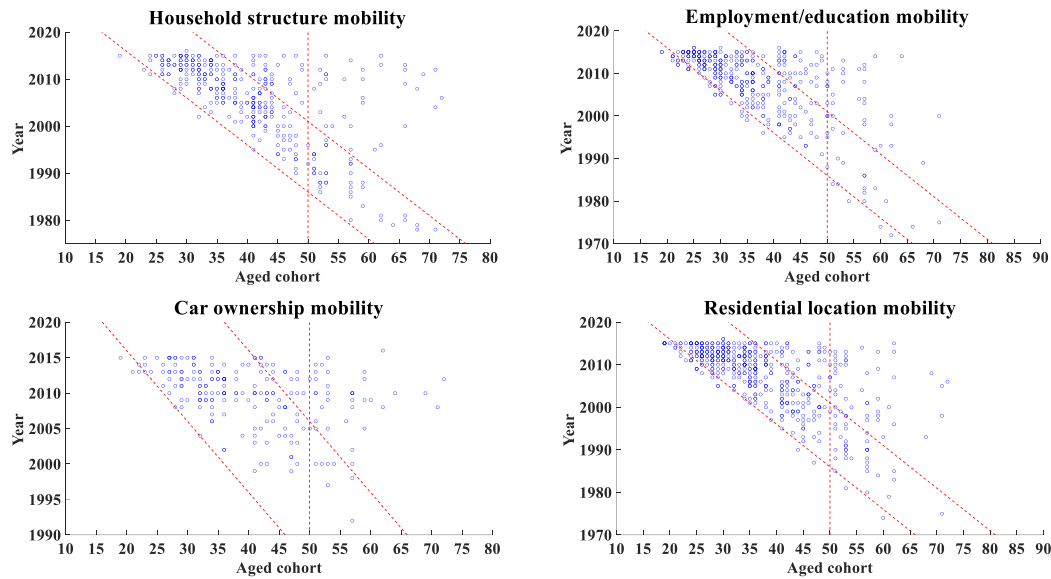 Household structure mobility
2020
2010
2000
1990
1980
Year
10 15 20 25 30 35 40 45 50 55 60 65 70 75 80
Aged cohort
Employment/education mobility
2020
2010
2000
1990
1980
1970
Year
10 15 20 25 30 35 40 45 50 55 60 65 70 75 80 85 90
Aged cohort
Car ownership mobility
2020
2015
2010
2005
2000
1995
1990
Year
10 15 20 25 30 35 40 45 50 55 60 65 70 75 80
Aged cohort
Residential location mobility
2020
2010
2000
1990
1980
1970
Year
10 15 20 25 30 35 40 45 50 55 60 65 70 75 80 85 90
Aged cohort